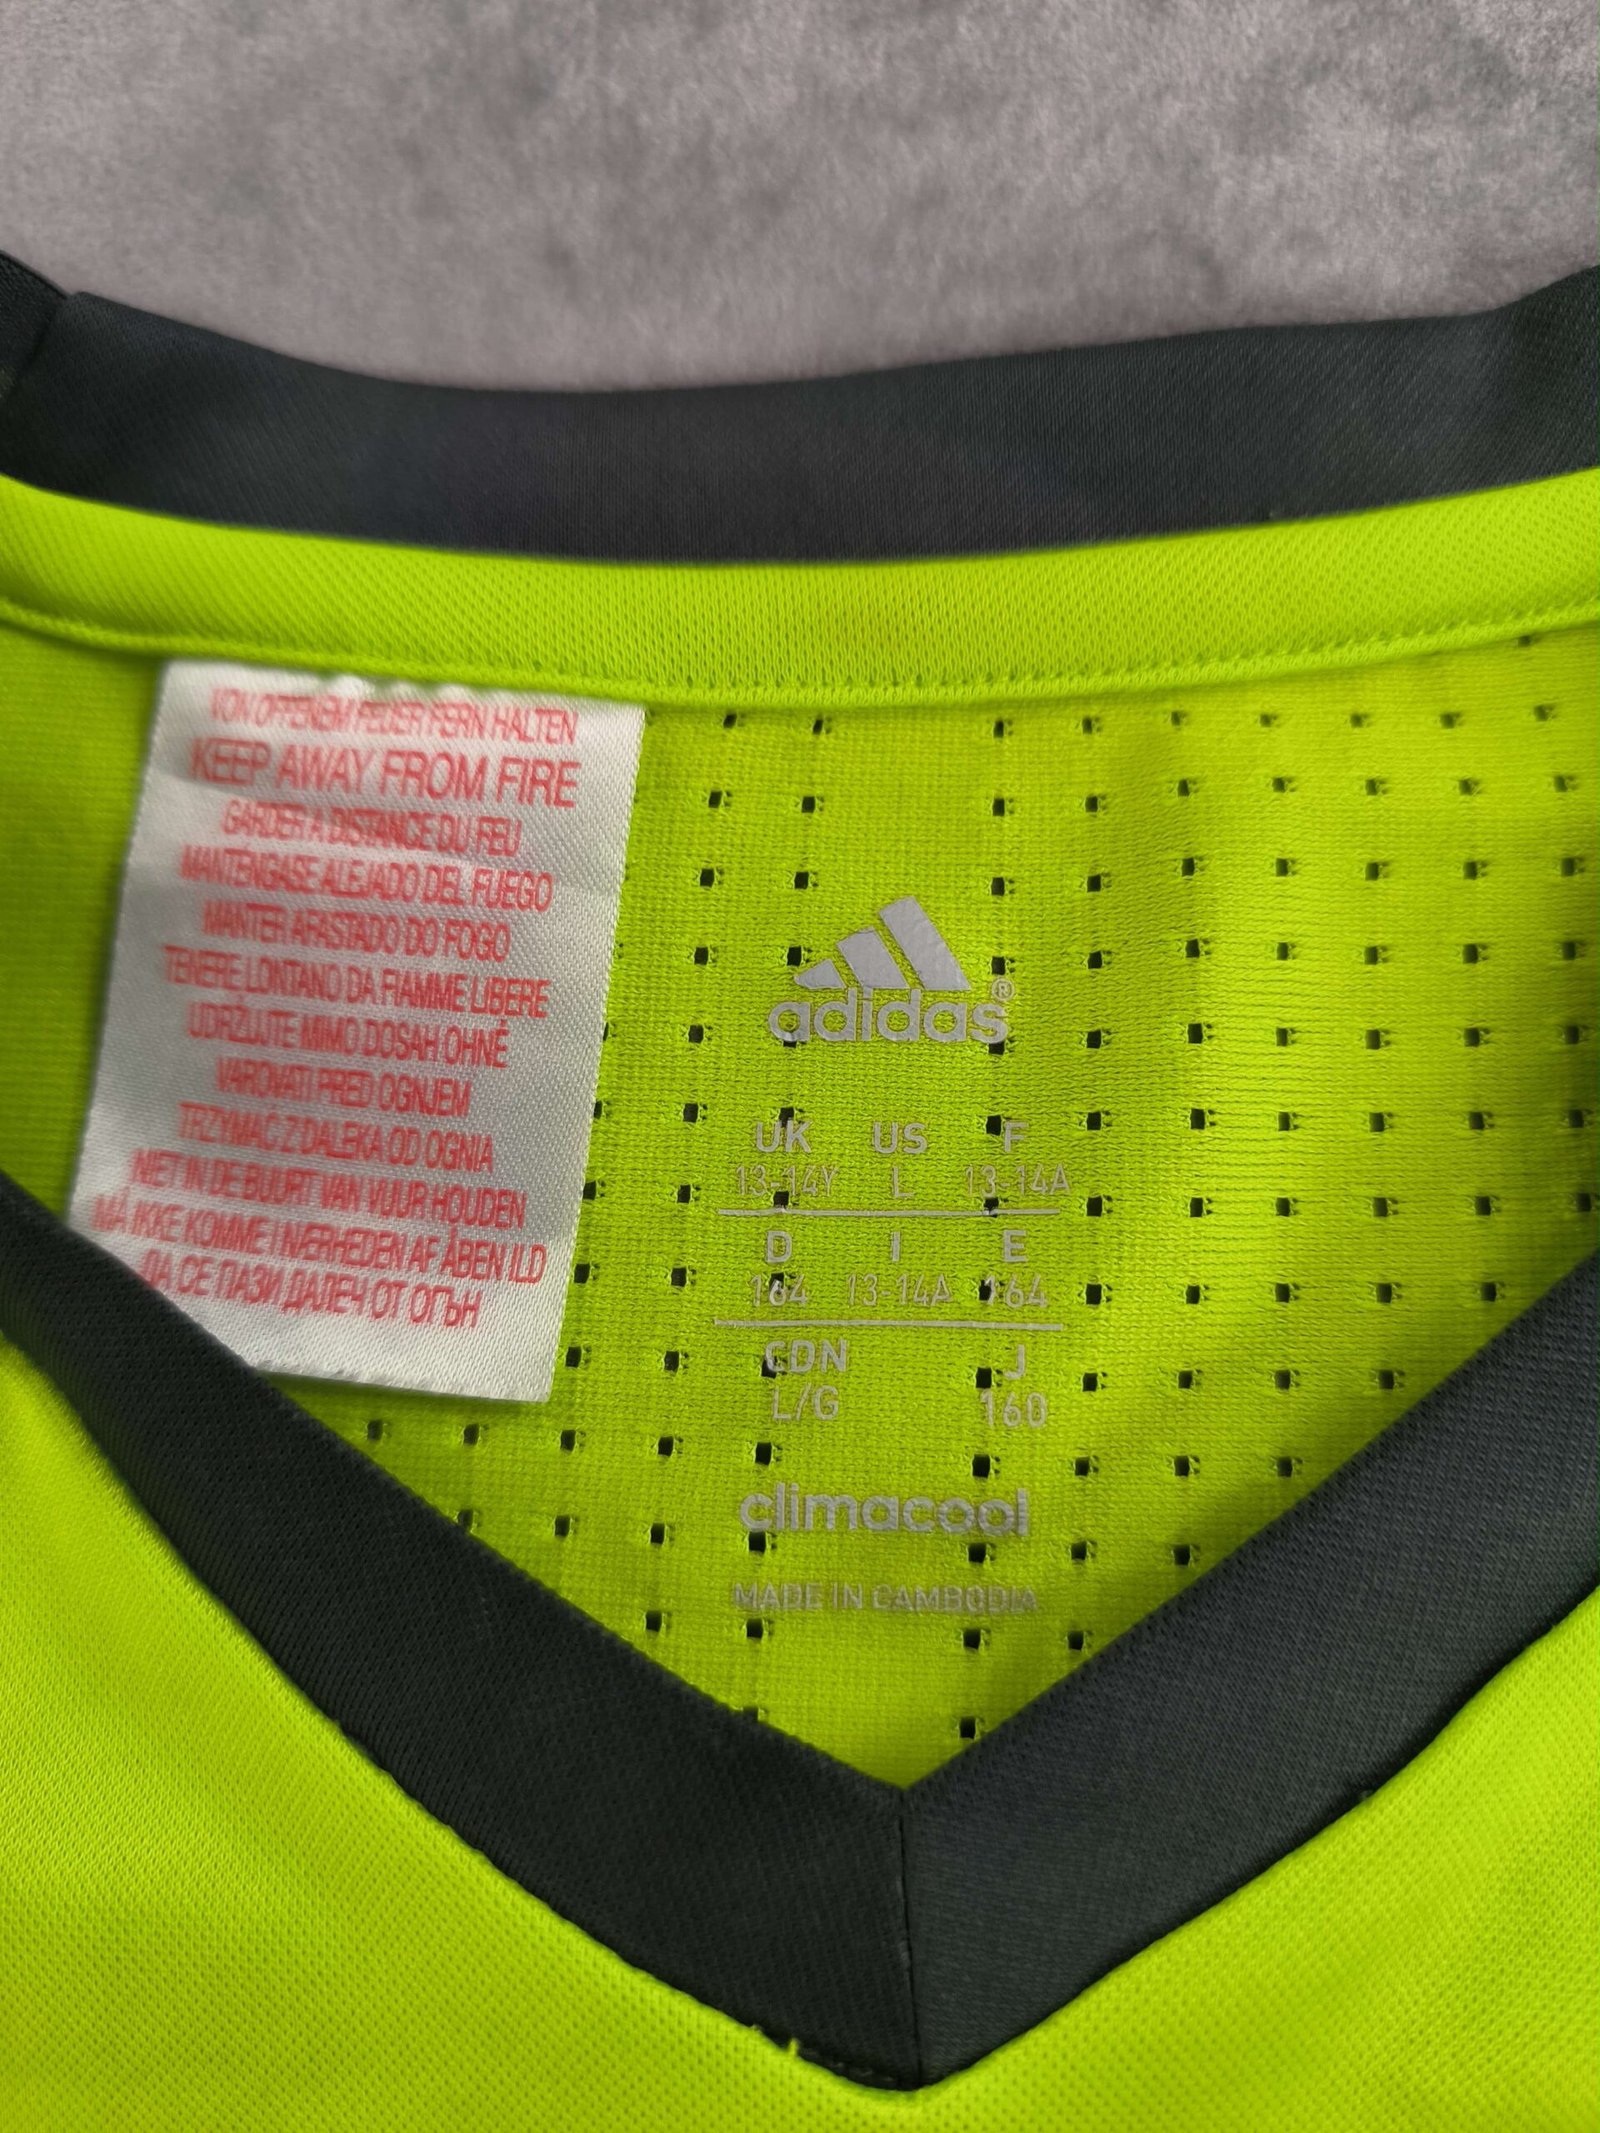 VON OFFENEM FEUER FERN HALTEN
KEEP AWAY FROM FIRE
GARDER A DISTANCE DU FEU
MANTÉNGASE ALEJADO DEL FUEGO
MANTER AFASTADO DO FOGO
TENERE LONTANO DA FIAMME LIBERE
UDRŽUJTE MIMO DOSAH OHNĚ
VAROVATI PRED OGNJEM
TRZYMAĆ Z DALEKA OD OGNIA
NIET IN DE BUURT VAN VUUR HOUDEN
MÅ IKKE KOMME I NÆRHEDEN AF ÅBEN ILD
ДА СЕ ПАЗИ ДАЛЕЧ ОТ ОГЪН
adidas®
UK US F
13-14Y L 13-14A
D I E
164 13-14A 164
CDN J
L/G 160
climacool
MADE IN CAMBODIA